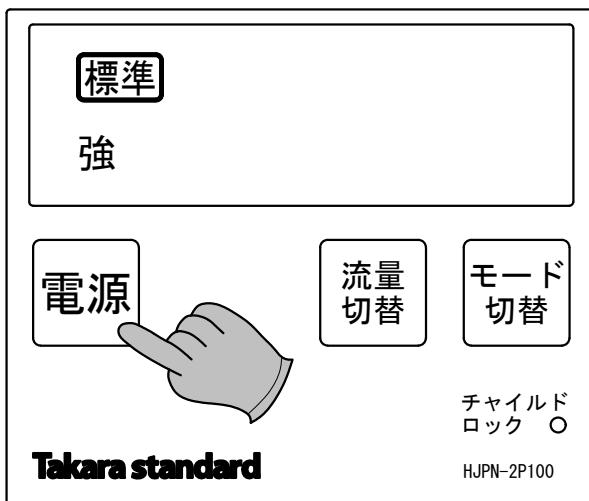 標準
強
電源
流量
切替
モード
切替
チャイルド
ロック
Takara standard
HJPN-2P100